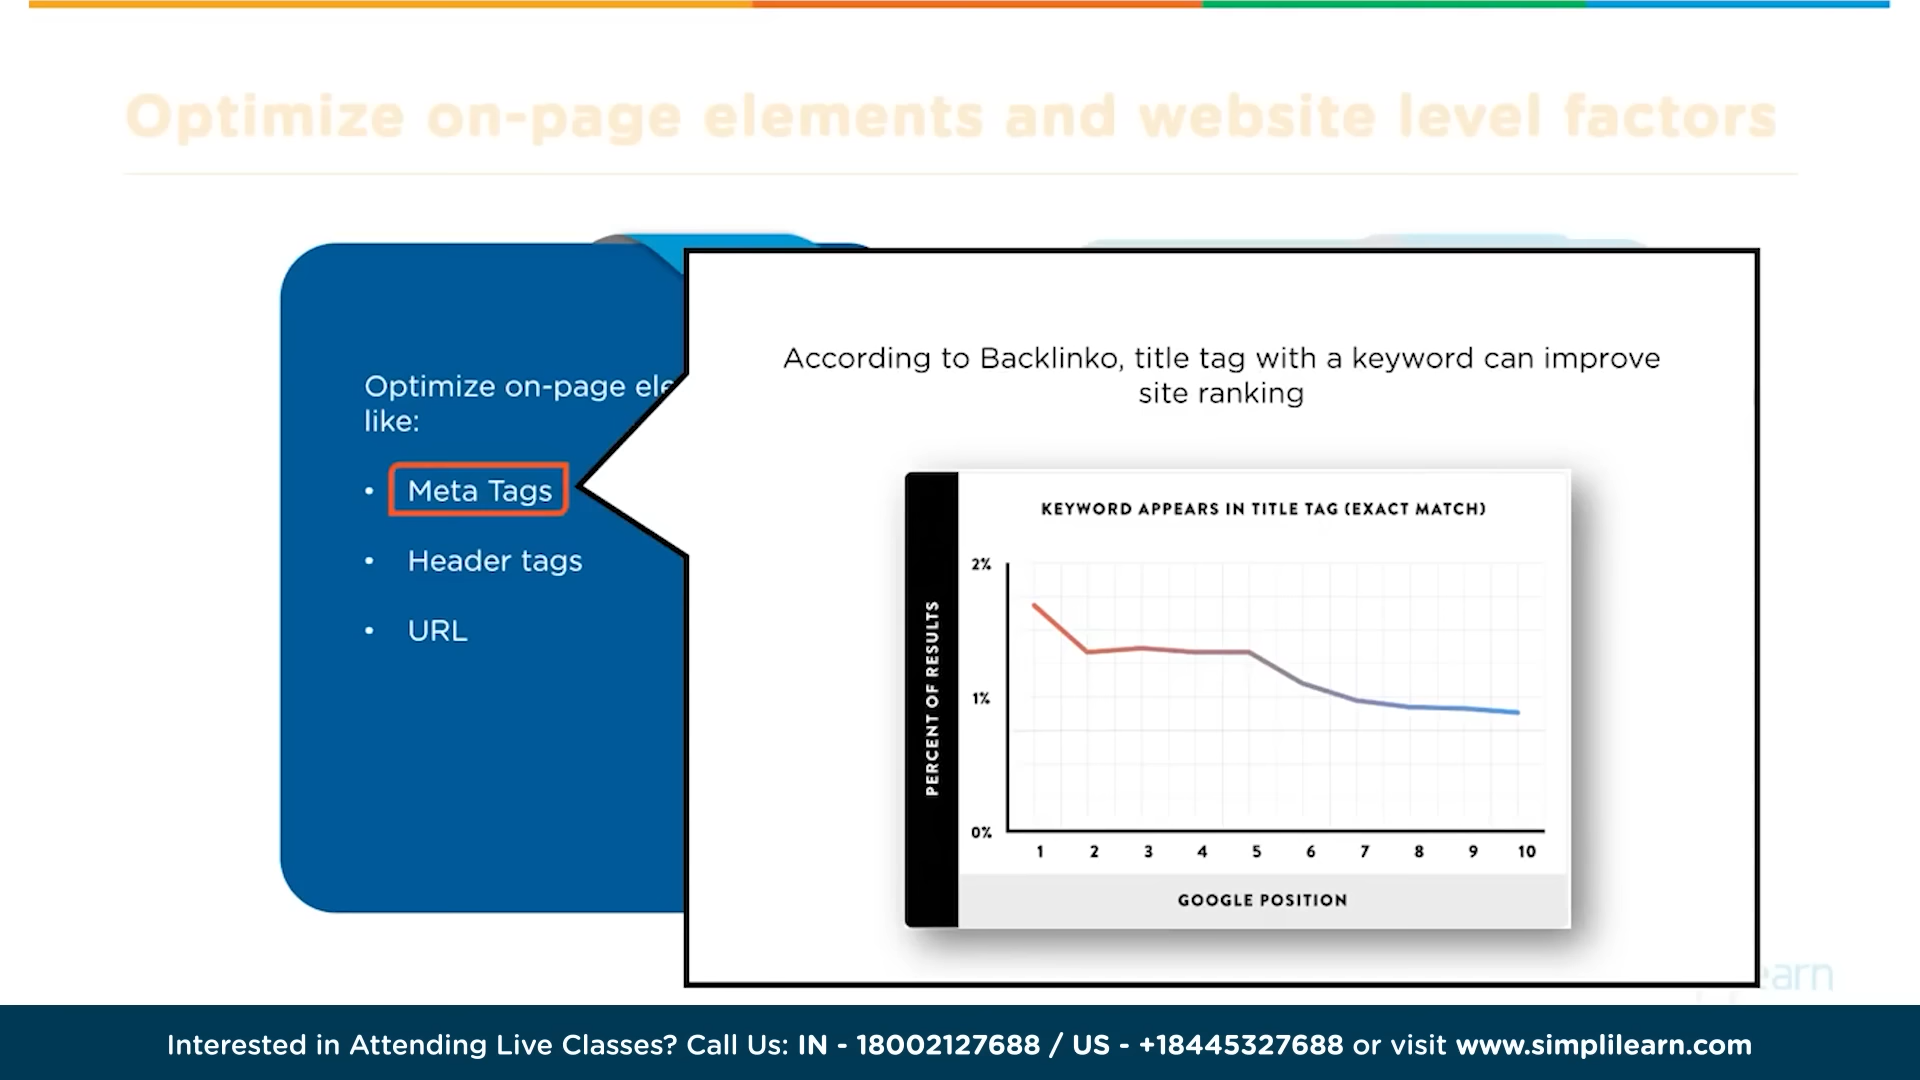 Optimize on-page elements and website level factors
Optimize on-page ele
like:
• Meta Tags
• Header tags
• URL
According to Backlinko, title tag with a keyword can improve
site ranking
KEYWORD APPEARS IN TITLE TAG (EXACT MATCH)
PERCENT OF RESULTS
2%
1%
0%
1 2 3 4 5 6 7 8 9 10
GOOGLE POSITION
earn
Interested in Attending Live Classes? Call Us: IN - 18002127688 / US - +18445327688 or visit www.simplilearn.com